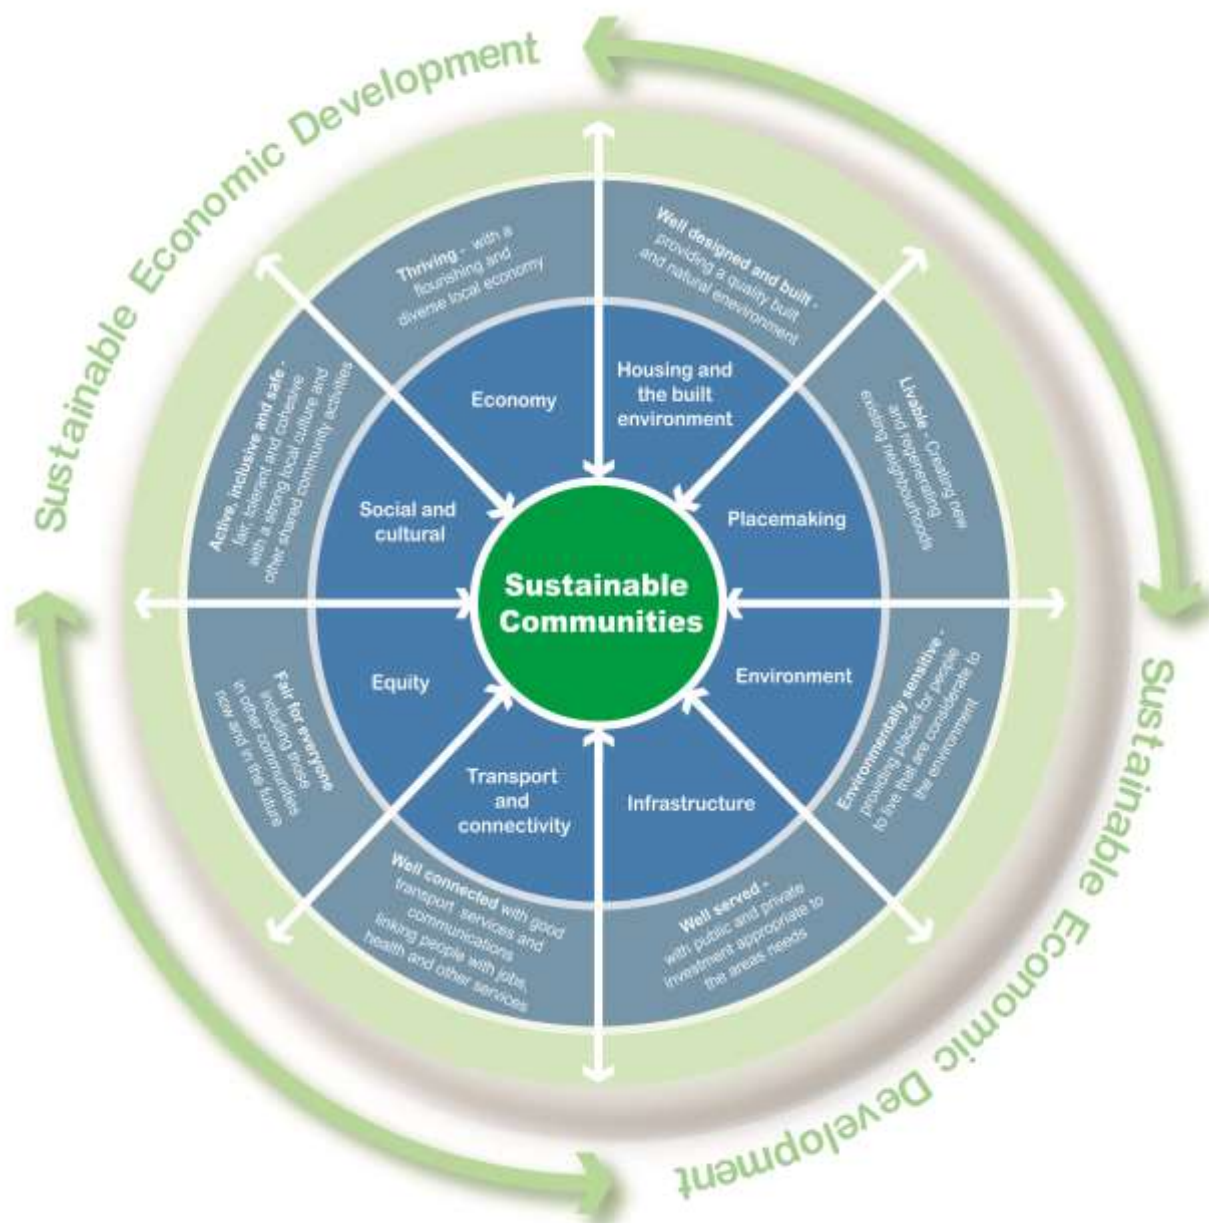 Sustainable Economic Development
Thriving - with a
flourishing and
diverse local economy
Well designed and built -
providing a quality built
and natural enevironment
Livable - Creating new
and regenerating
existing neighbouhoods
Environmentally sensitive -
providing places for people
to live that are considerate to
the environment
Well served -
with public and private
investment appropriate to
the areas needs
Well connected with good
transport services and
communications
linking people with jobs,
health and other services
Fair for everyone
including those
in other communities
now and in the future
Active, inclusive and safe -
fair, tolerant and cohesive
with a strong local culture and
other shared community activities
Economy
Housing and
the built
environment
Placemaking
Environment
Infrastructure
Transport
and
connectivity
Equity
Social and
cultural
Sustainable
Communities
Sustainable Economic Development